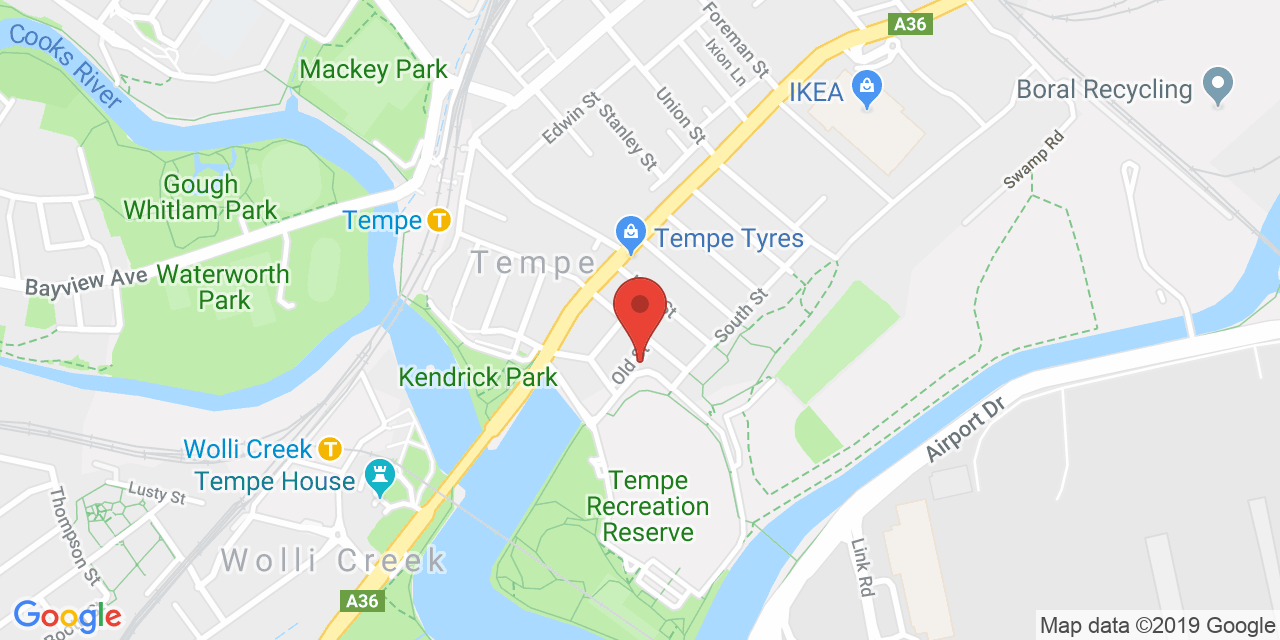 Cooks River
Mackey Park
Foreman St
Ixion Ln
A36
IKEA
Boral Recycling
Edwin St
Stanley St
Union St
Swamp Rd
Gough
Whitlam Park
Tempe
T
Tempe Tyres
Tempe
Bayview Ave
Waterworth
Park
St
South St
Old St
Kendrick Park
Airport Dr
Wolli Creek
T
Tempe House
Lusty St
Thompson St
Tempe
Recreation
Reserve
Wolli Creek
Link Rd
A36
Google
Map data ©2019 Google